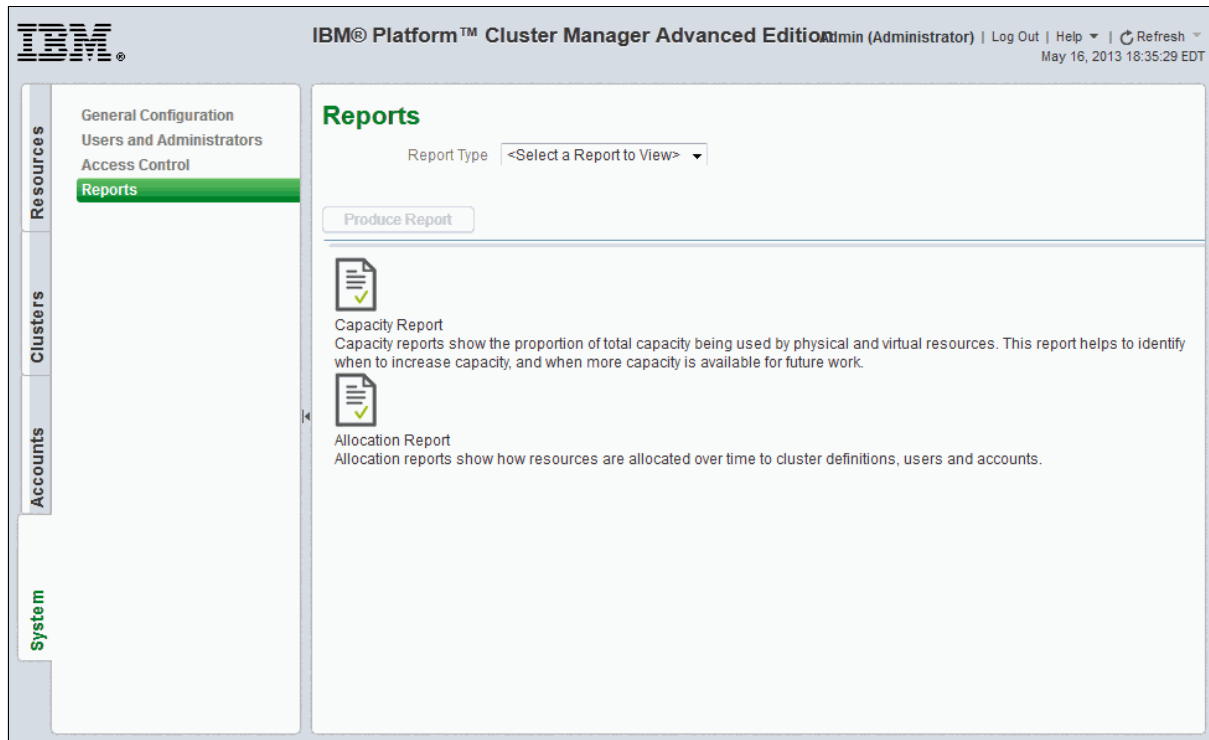 IBM®
IBM® Platform™ Cluster Manager Advanced Edition
Admin (Administrator) | Log Out | Help | Refresh
May 16, 2013 18:35:29 EDT
Resources
Clusters
Accounts
System
General Configuration
Users and Administrators
Access Control
Reports
Reports
Report Type <Select a Report to View>
Produce Report
Capacity Report
Capacity reports show the proportion of total capacity being used by physical and virtual resources. This report helps to identify
when to increase capacity, and when more capacity is available for future work.
Allocation Report
Allocation reports show how resources are allocated over time to cluster definitions, users and accounts.